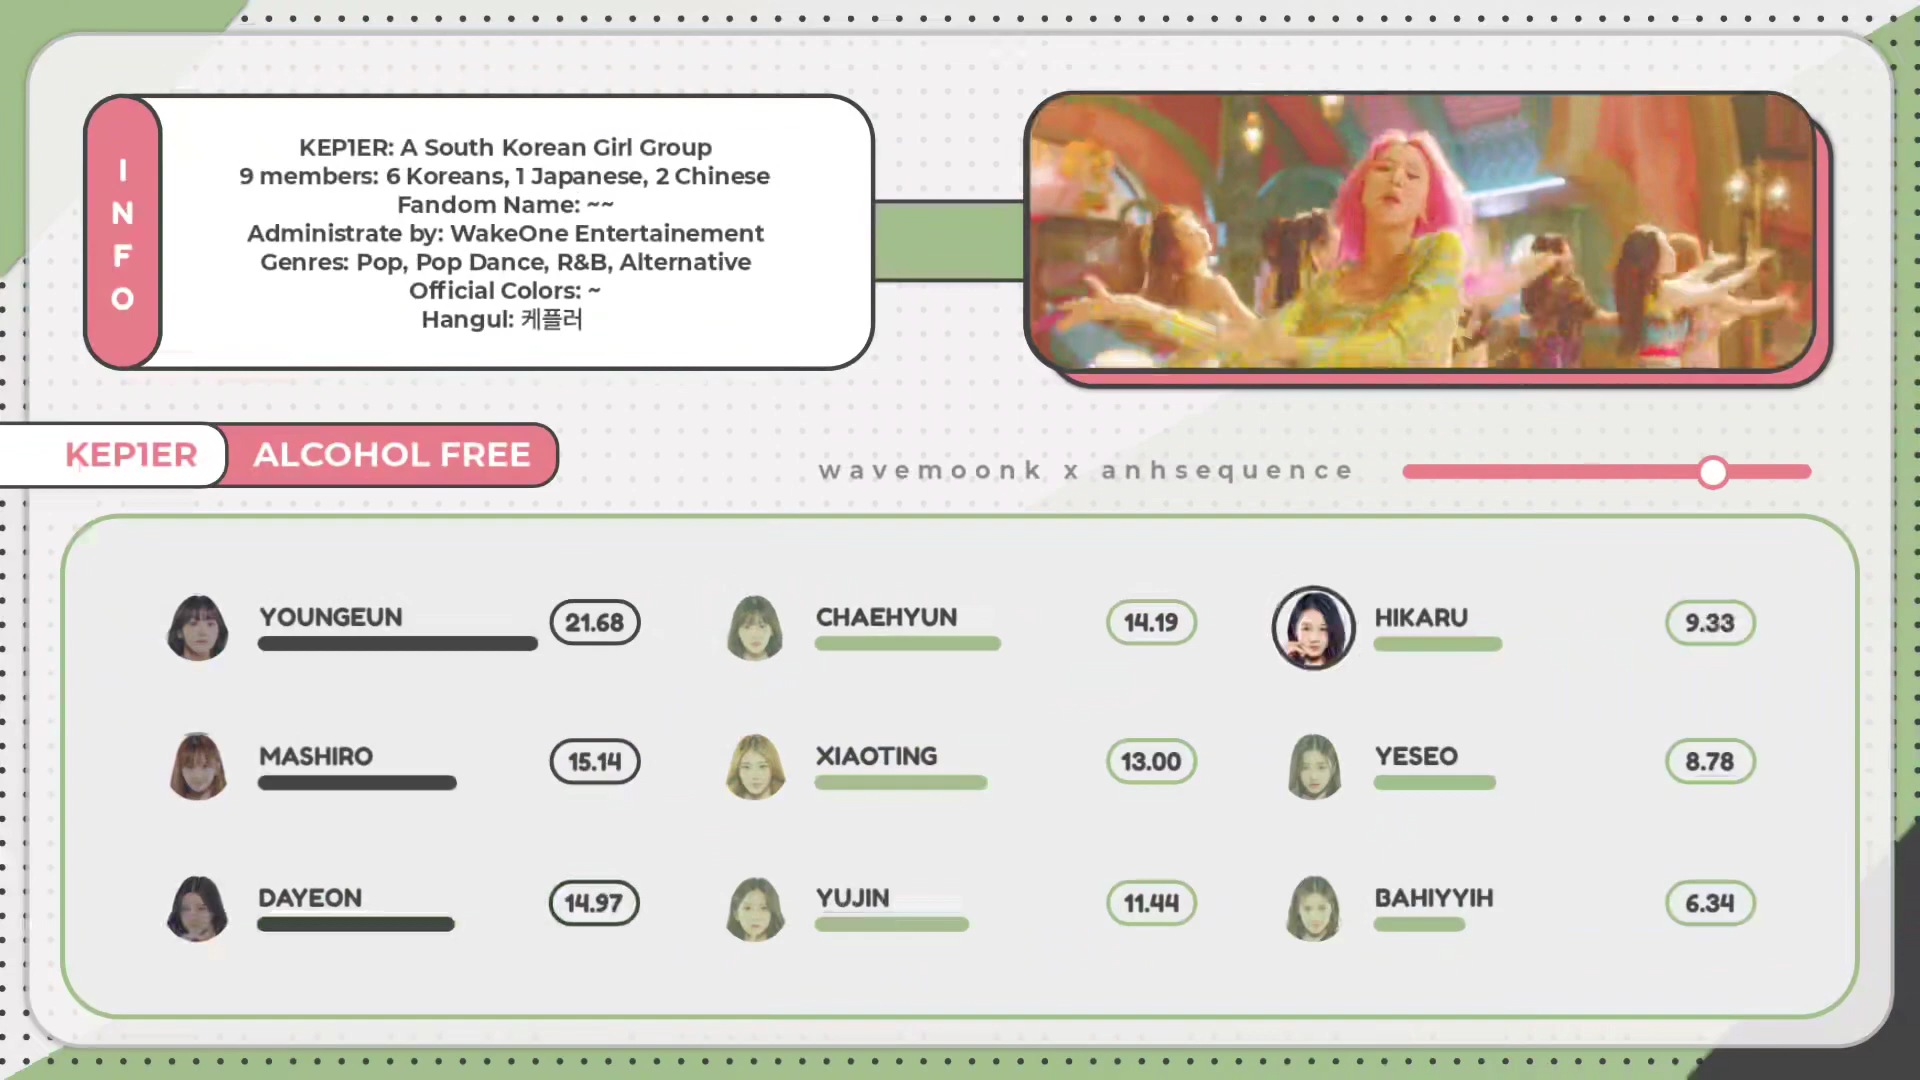 INFO
KEP1ER: A South Korean Girl Group
9 members: 6 Koreans, 1 Japanese, 2 Chinese
Fandom Name: ~~
Administrate by: WakeOne Entertainement
Genres: Pop, Pop Dance, R&B, Alternative
Official Colors: ~
Hangul: 케플러
KEP1ER ALCOHOL FREE
wavemoonk x anhsequence
YOUNGEUN 21.68
CHAEHYUN 14.19
HIKARU 9.33
MASHIRO 15.14
XIAOTING 13.00
YESEO 8.78
DAYEON 14.97
YUJIN 11.44
BAHIYYIH 6.34